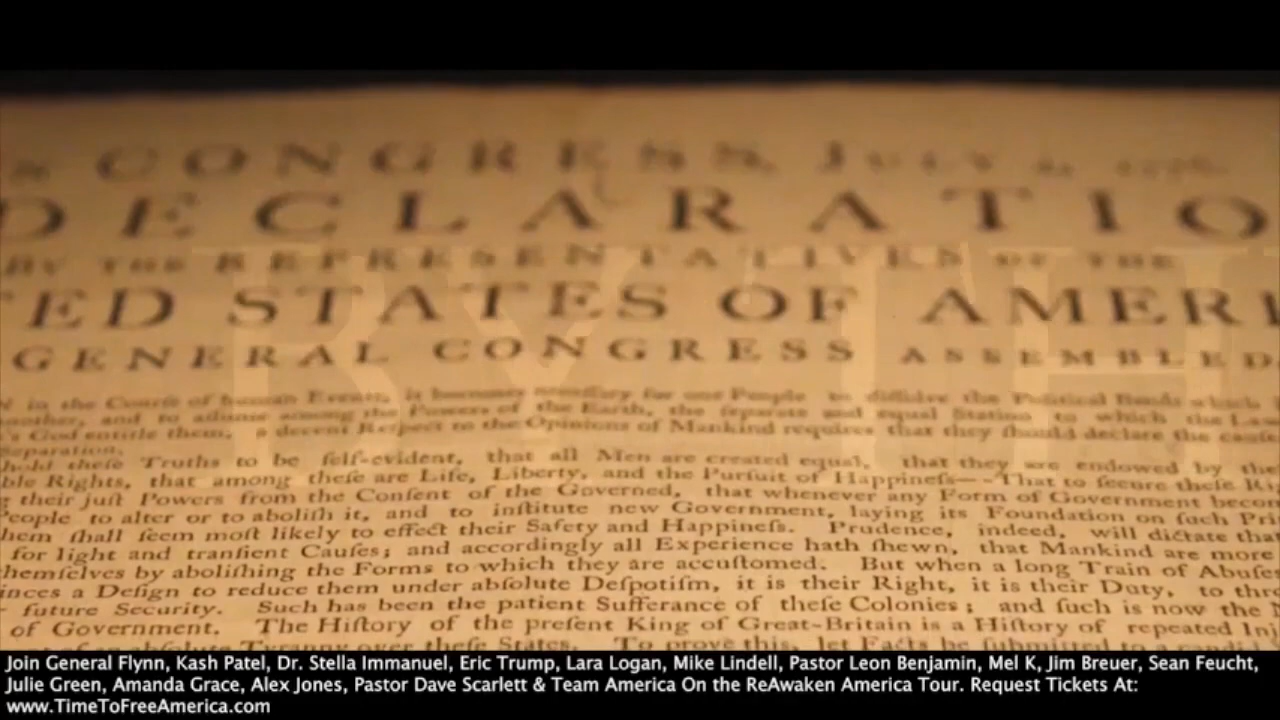 CONGRESS, JULY 4, 1776.
DECLARATIO
BY THE REPRESENTATIVES OF THE
TED STATES OF AMERI
GENERAL CONGRESS ASSEMBLED
BY TH
in the Course of human Events, it becomes necessary for one People to dissolve the Political Bands which
another, and to assume among the Powers of the Earth, the separate and equal Station to which the Law
's God entitle them, a decent Respect to the Opinions of Mankind requires that they should declare the cause
Separation.
hold theſe Truths to be ſelf-evident, that all Men are created equal, that they are endowed by the
ble Rights, that among theſe are Life, Liberty, and the Purſuit of Happineſs--That to ſecure theſe Ri
g their juſt Powers from the Conſent of the Governed, that whenever any Form of Government becom
eople to alter or to aboliſh it, and to inſtitute new Government, laying its Foundation on ſuch Pri
hem ſhall ſeem moſt likely to effect their Safety and Happineſs. Prudence, indeed, will dictate that
for light and tranſient Cauſes; and accordingly all Experience hath ſhewn, that Mankind are more
hemſelves by aboliſhing the Forms to which they are accuſtomed. But when a long Train of Abuſe
inces a Deſign to reduce them under abſolute Deſpotiſm, it is their Right, it is their Duty, to thro
future Security. Such has been the patient Sufferance of theſe Colonies; and ſuch is now the
of Government. The Hiſtory of the preſent King of Great-Britain is a Hiſtory of repeated Inj
of an abſolute Tyranny over theſe States. To prove this, let Facts be ſubmitted to a candi
Join General Flynn, Kash Patel, Dr. Stella Immanuel, Eric Trump, Lara Logan, Mike Lindell, Pastor Leon Benjamin, Mel K, Jim Breuer, Sean Feucht,
Julie Green, Amanda Grace, Alex Jones, Pastor Dave Scarlett & Team America On the ReAwaken America Tour. Request Tickets At:
www.TimeToFreeAmerica.com